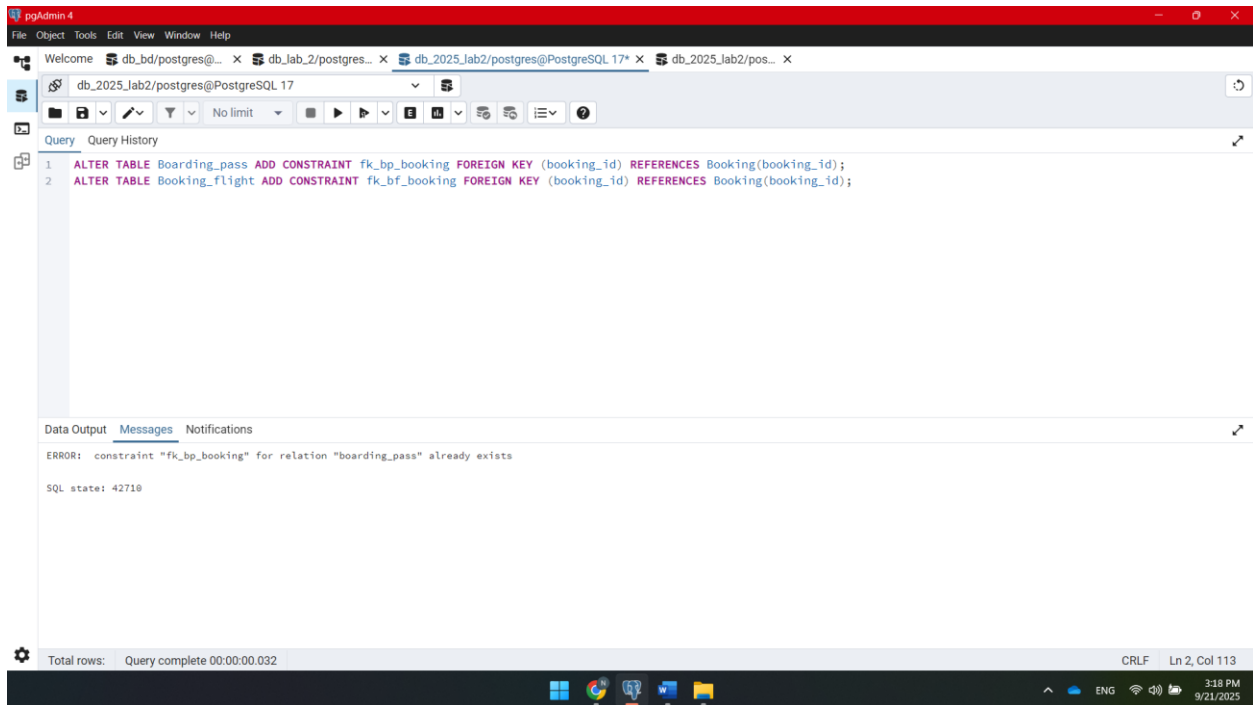 pgAdmin 4
File Object Tools Edit View Window Help
Welcome db_bd/postgres@... db_lab_2/postgres... db_2025_lab2/postgres@PostgreSQL 17* db_2025_lab2/pos...
db_2025_lab2/postgres@PostgreSQL 17
No limit
Query Query History
1 ALTER TABLE Boarding_pass ADD CONSTRAINT fk_bp_booking FOREIGN KEY (booking_id) REFERENCES Booking(booking_id);
2 ALTER TABLE Booking_flight ADD CONSTRAINT fk_bf_booking FOREIGN KEY (booking_id) REFERENCES Booking(booking_id);
Data Output Messages Notifications
ERROR: constraint "fk_bp_booking" for relation "boarding_pass" already exists
SQL state: 42710
Total rows: Query complete 00:00:00.032 CRLF Ln 2, Col 113
ENG 3:18 PM
9/21/2025